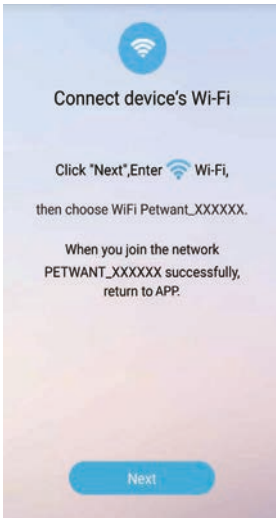 Connect device's Wi-Fi
Click "Next",Enter Wi-Fi,
then choose WiFi Petwant_XXXXXX.
When you join the network
PETWANT_XXXXXX successfully,
return to APP.
Next